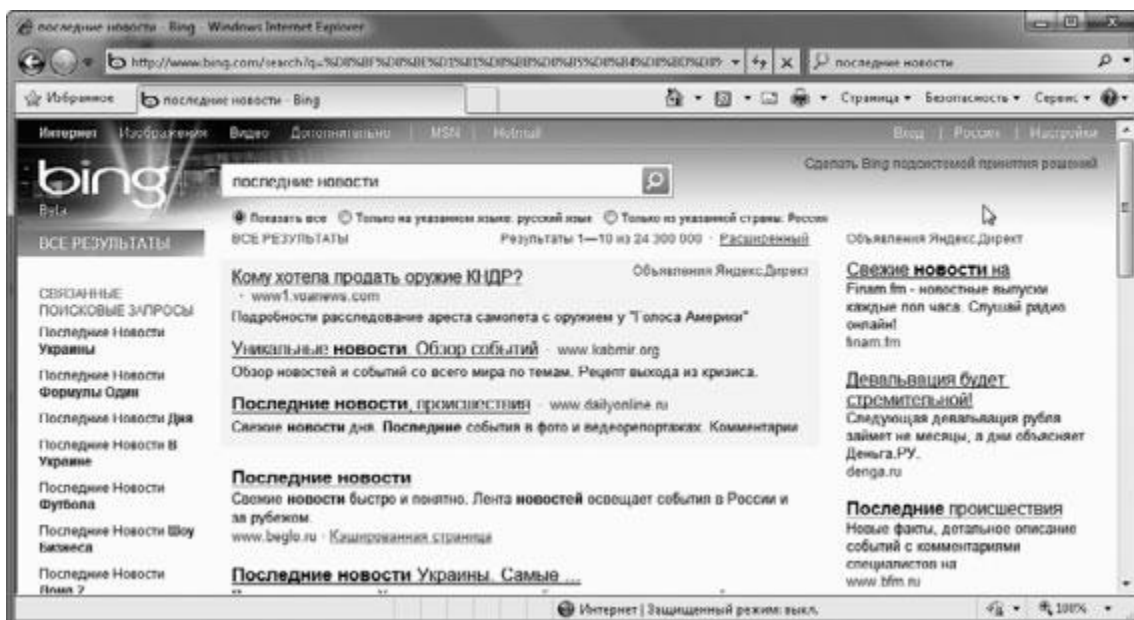 последние новости - Bing - Windows Internet Explorer
последние новости
Избранное
последние новости - Bing
Страница
Безопасность
Сервис
Интернет Изображения Видео Дополнительно | MSN | Hotmail
Вход | Россия | Настройки
bing
Beta
последние новости
Сделать Bing подсистемой принятия решений
Показать все Только на указанном языке: русский язык Только из указанной страны: Россия
ВСЕ РЕЗУЛЬТАТЫ
ВСЕ РЕЗУЛЬТАТЫ
Результаты 1—10 из 24 300 000 · Расширенный
СВЯЗАННЫЕ
ПОИСКОВЫЕ ЗАПРОСЫ
Последние Новости
Украины
Последние Новости
Формулы Один
Последние Новости Дня
Последние Новости В
Украине
Последние Новости
Футбола
Последние Новости Шоу
Бизнеса
Последние Новости
Дома 2
Объявления Яндекс.Директ
Кому хотела продать оружие КНДР?
· www1.voanews.com
Подробности расследование ареста самолета с оружием у "Голоса Америки"
Уникальные новости. Обзор событий · www.kabmir.org
Обзор новостей и событий со всего мира по темам. Рецепт выхода из кризиса.
Последние новости, происшествия · www.dailyonline.ru
Свежие новости дня. Последние события в фото и видеорепортажах. Комментарии
Последние новости
Свежие новости быстро и понятно. Лента новостей освещает события в России и
за рубежом.
www.beglo.ru · Кэшированная страница
Последние новости Украины. Самые ...
Объявления Яндекс.Директ
Свежие новости на
Finam.fm - новостные выпуски
каждые пол часа. Слушай радио
онлайн!
finam.fm
Девальвация будет
стремительной!
Следующая девальвация рубля
займет не месяцы, а дни объясняет
Деньга.РУ.
denga.ru
Последние происшествия
Новые факты, детальное описание
событий с комментариями
специалистов на
www.bfm.ru
Интернет | Защищенный режим: выкл.
100%